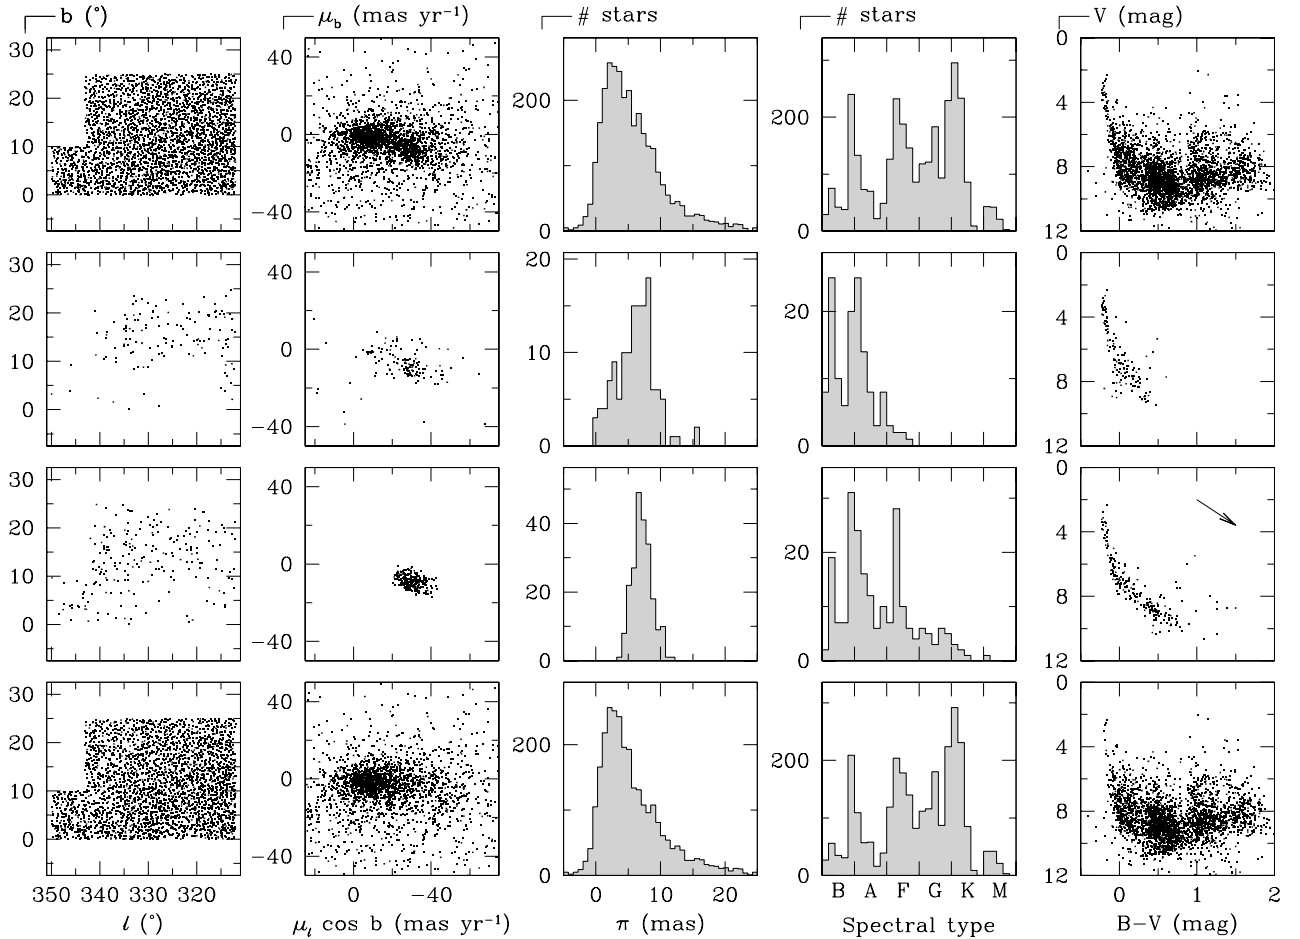 b (°) μb (mas yr⁻¹) # stars # stars V (mag)
30 40 0
20 200 200 4
10 0 8
0 −40 0 0 12
30 40 20 0
20 20 4
10 0 10 8
0 −40 0 0 12
30 40 0
20 40 4
10 0 20 20 8
0 −40 0 0 12
30 40 0
20 200 200 4
10 0 8
0 −40 0 0 12
350 340 330 320 0 −40 0 10 20 B A F G K M 0 1 2
l (°) μl cos b (mas yr⁻¹) π (mas) Spectral type B−V (mag)